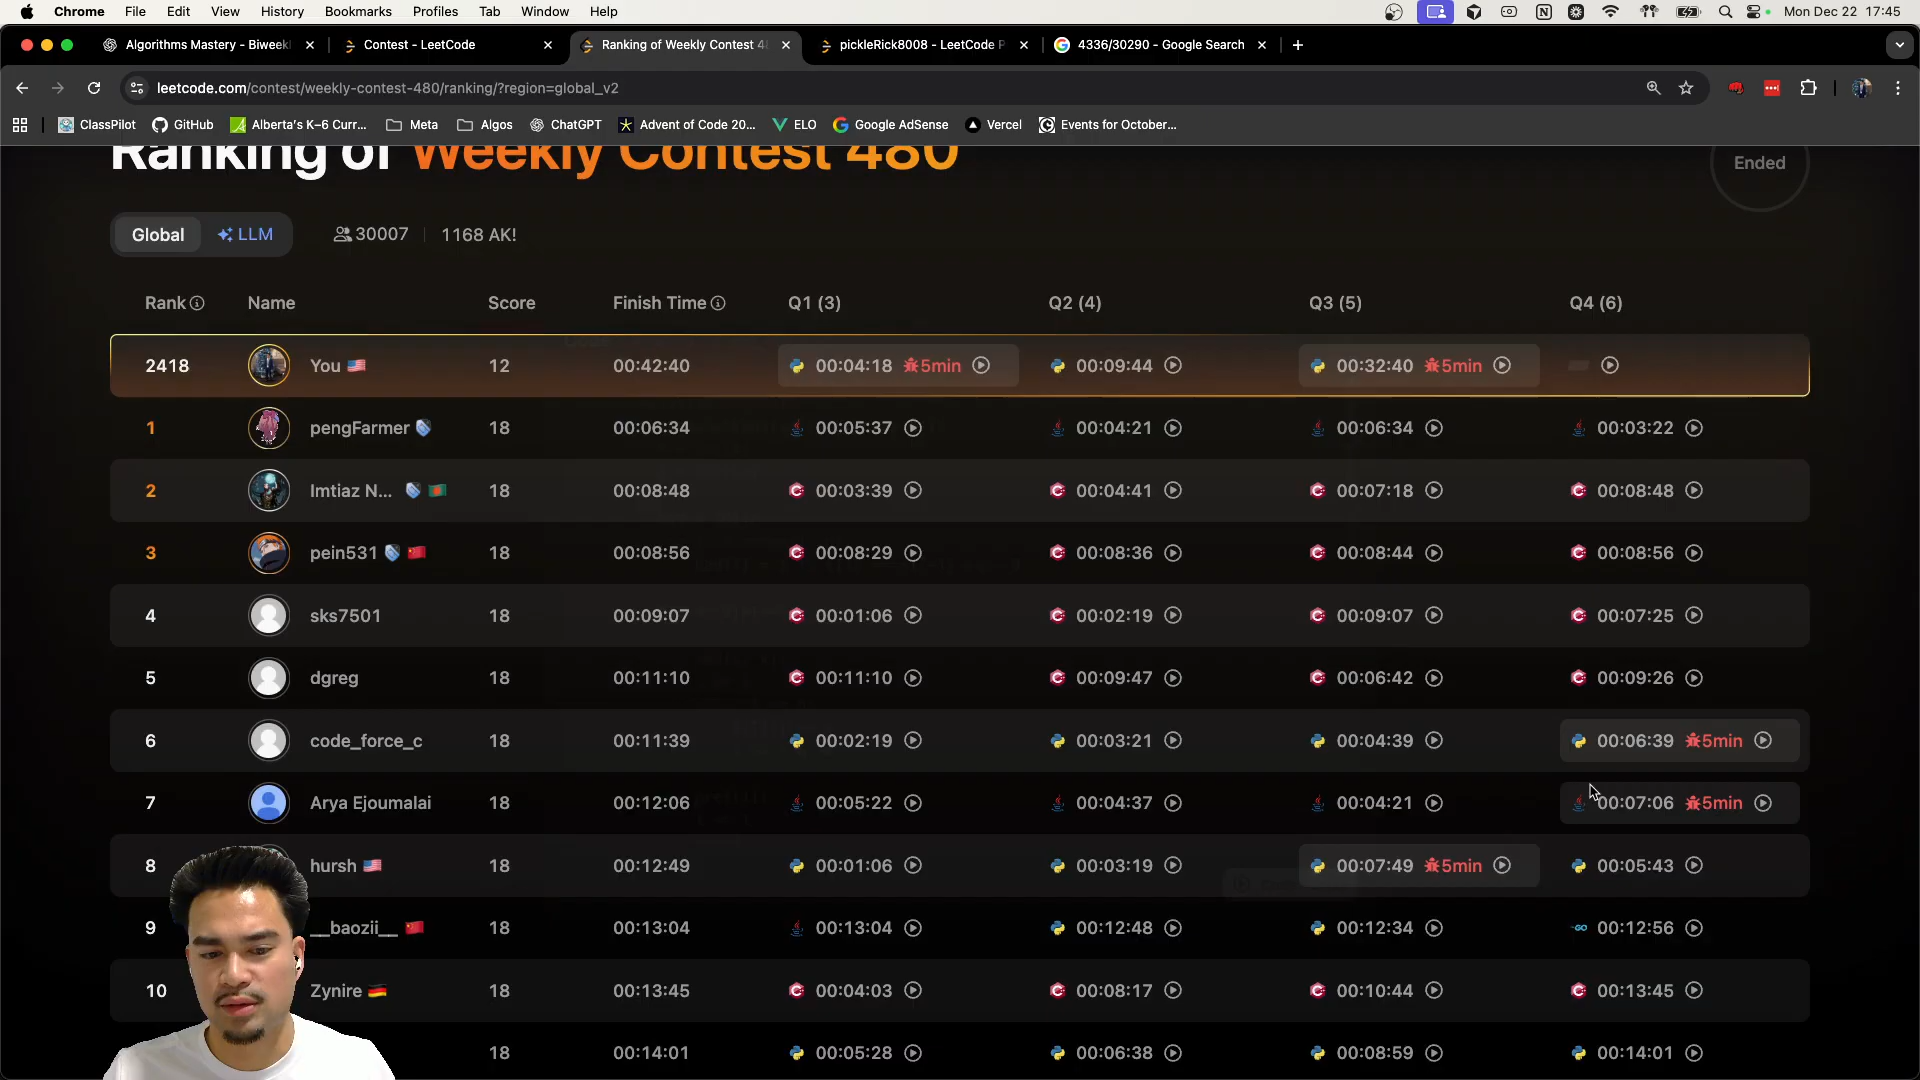 Chrome File Edit View History Bookmarks Profiles Tab Window Help Mon Dec 22 17:45
Algorithms Mastery - Biweekl Contest - LeetCode Ranking of Weekly Contest 4 pickleRick8008 - LeetCode P 4336/30290 - Google Search
leetcode.com/contest/weekly-contest-480/ranking/?region=global_v2
ClassPilot GitHub Alberta's K–6 Curr... Meta Algos ChatGPT Advent of Code 20... ELO Google AdSense Vercel Events for October...
Ranking of Weekly Contest 480 Ended
Global LLM 30007 1168 AK!
Rank Name Score Finish Time Q1 (3) Q2 (4) Q3 (5) Q4 (6)
2418 You 12 00:42:40 00:04:18 5min 00:09:44 00:32:40 5min
1 pengFarmer 18 00:06:34 00:05:37 00:04:21 00:06:34 00:03:22
2 Imtiaz N... 18 00:08:48 00:03:39 00:04:41 00:07:18 00:08:48
3 pein531 18 00:08:56 00:08:29 00:08:36 00:08:44 00:08:56
4 sks7501 18 00:09:07 00:01:06 00:02:19 00:09:07 00:07:25
5 dgreg 18 00:11:10 00:11:10 00:09:47 00:06:42 00:09:26
6 code_force_c 18 00:11:39 00:02:19 00:03:21 00:04:39 00:06:39 5min
7 Arya Ejoumalai 18 00:12:06 00:05:22 00:04:37 00:04:21 00:07:06 5min
8 hursh 18 00:12:49 00:01:06 00:03:19 00:07:49 5min 00:05:43
9 __baozii__ 18 00:13:04 00:13:04 00:12:48 00:12:34 GO 00:12:56
10 Zynire 18 00:13:45 00:04:03 00:08:17 00:10:44 00:13:45
18 00:14:01 00:05:28 00:06:38 00:08:59 00:14:01